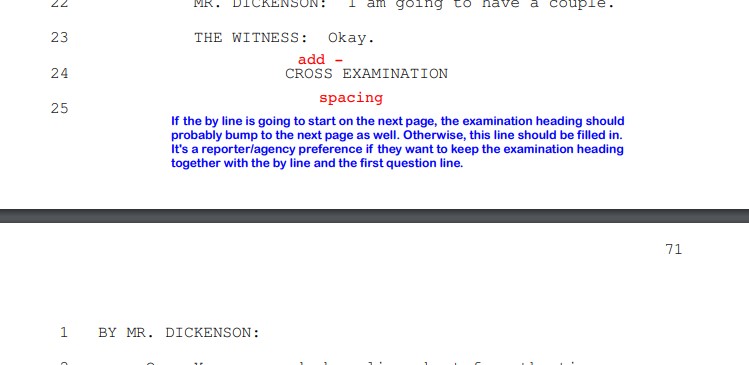 22 MR. DICKENSON: I am going to have a couple.
23 THE WITNESS: Okay.
add -
24 CROSS EXAMINATION
spacing
25
If the by line is going to start on the next page, the examination heading should
probably bump to the next page as well. Otherwise, this line should be filled in.
It's a reporter/agency preference if they want to keep the examination heading
together with the by line and the first question line.
71
1 BY MR. DICKENSON: